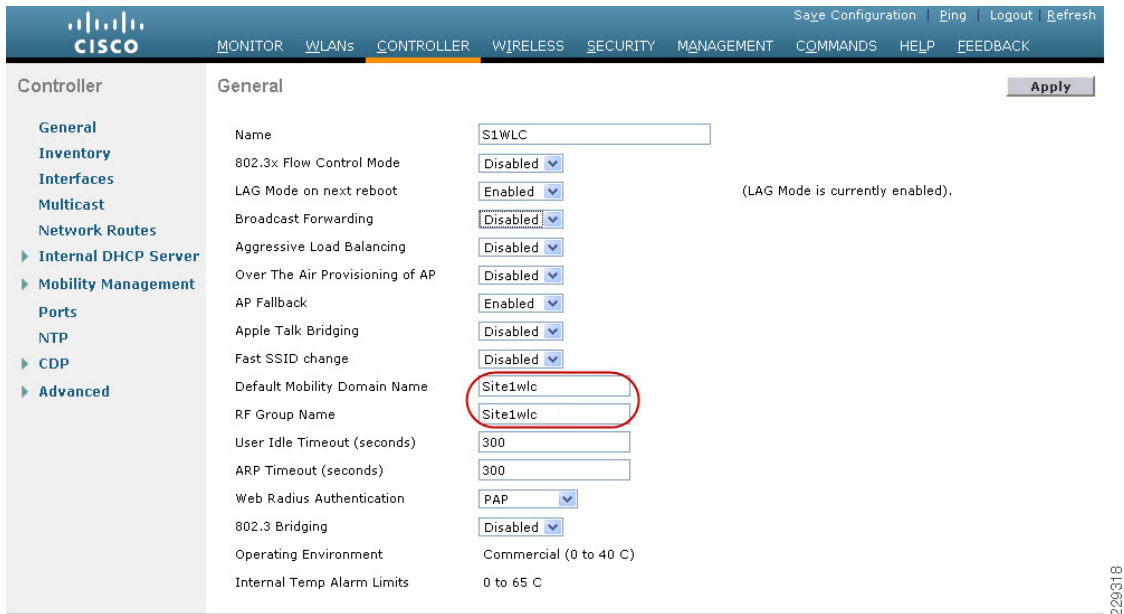 Save Configuration | Ping | Logout | Refresh
CISCO
MONITOR WLANs CONTROLLER WIRELESS SECURITY MANAGEMENT COMMANDS HELP FEEDBACK
Controller
General
Inventory
Interfaces
Multicast
Network Routes
Internal DHCP Server
Mobility Management
Ports
NTP
CDP
Advanced
General
Apply
Name S1WLC
802.3x Flow Control Mode Disabled
LAG Mode on next reboot Enabled (LAG Mode is currently enabled).
Broadcast Forwarding Disabled
Aggressive Load Balancing Disabled
Over The Air Provisioning of AP Disabled
AP Fallback Enabled
Apple Talk Bridging Disabled
Fast SSID change Disabled
Default Mobility Domain Name Site1wlc
RF Group Name Site1wlc
User Idle Timeout (seconds) 300
ARP Timeout (seconds) 300
Web Radius Authentication PAP
802.3 Bridging Disabled
Operating Environment Commercial (0 to 40 C)
Internal Temp Alarm Limits 0 to 65 C
229318